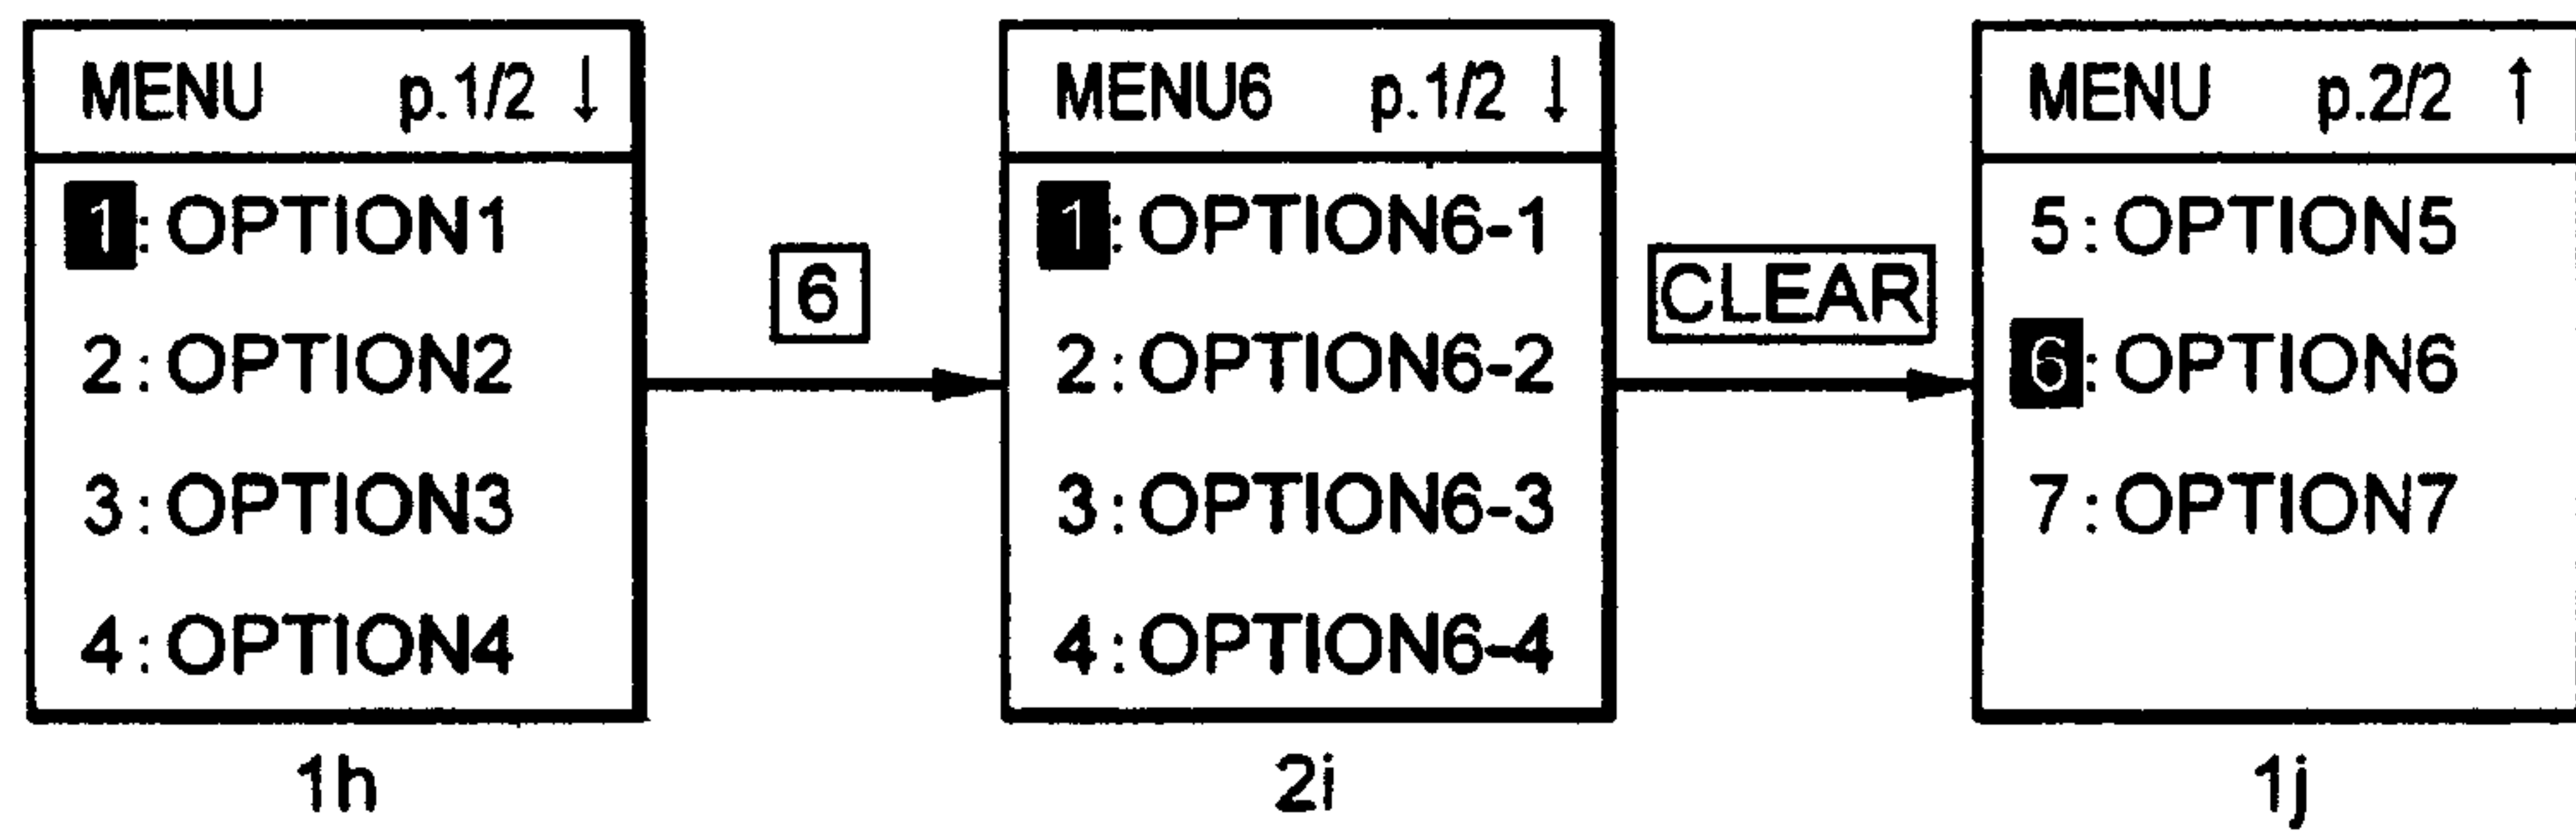 MENU p.1/2 ↓
1:OPTION1
2:OPTION2
3:OPTION3
4:OPTION4
1h
6
MENU6 p.1/2 ↓
1:OPTION6-1
2:OPTION6-2
3:OPTION6-3
4:OPTION6-4
2i
CLEAR
MENU p.2/2 ↑
5:OPTION5
6:OPTION6
7:OPTION7
1j